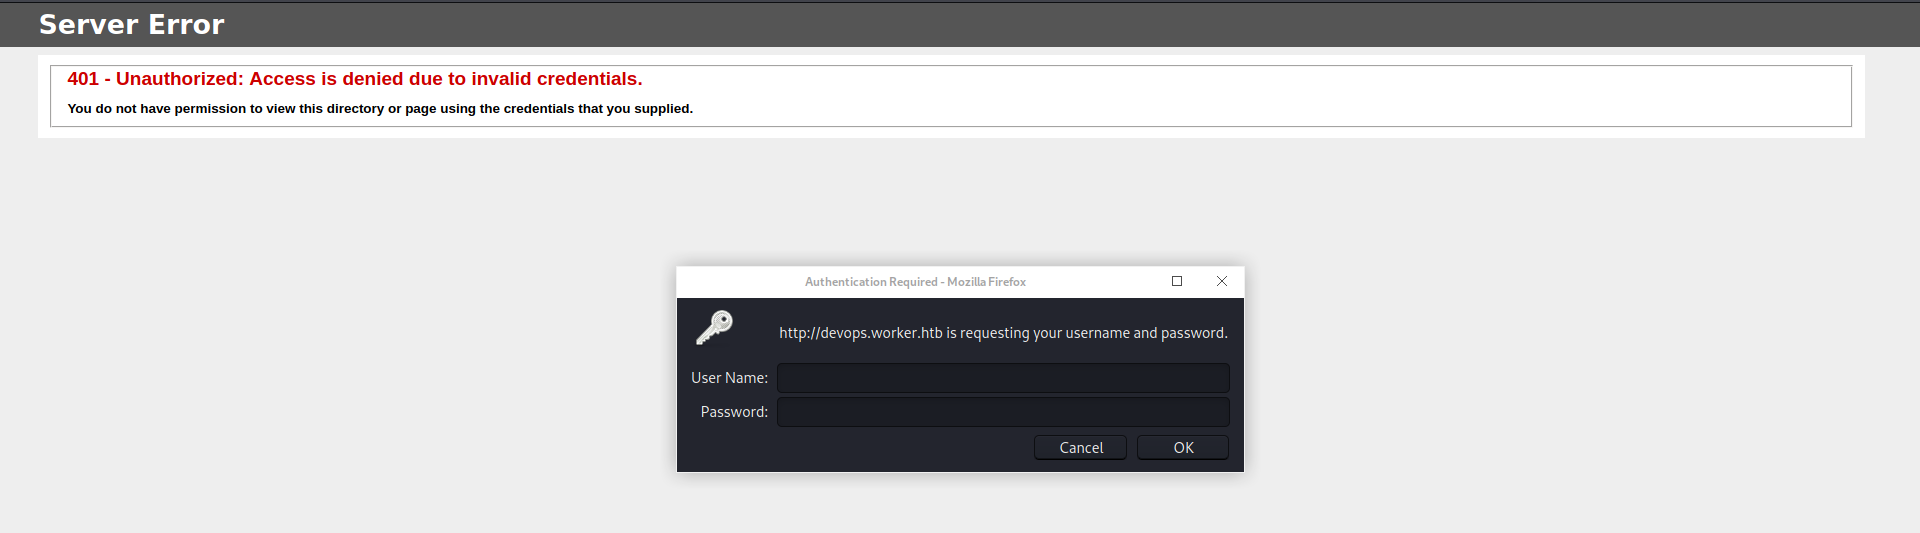 Server Error
401 - Unauthorized: Access is denied due to invalid credentials.
You do not have permission to view this directory or page using the credentials that you supplied.
Authentication Required - Mozilla Firefox
http://devops.worker.htb is requesting your username and password.
User Name:
Password:
Cancel OK